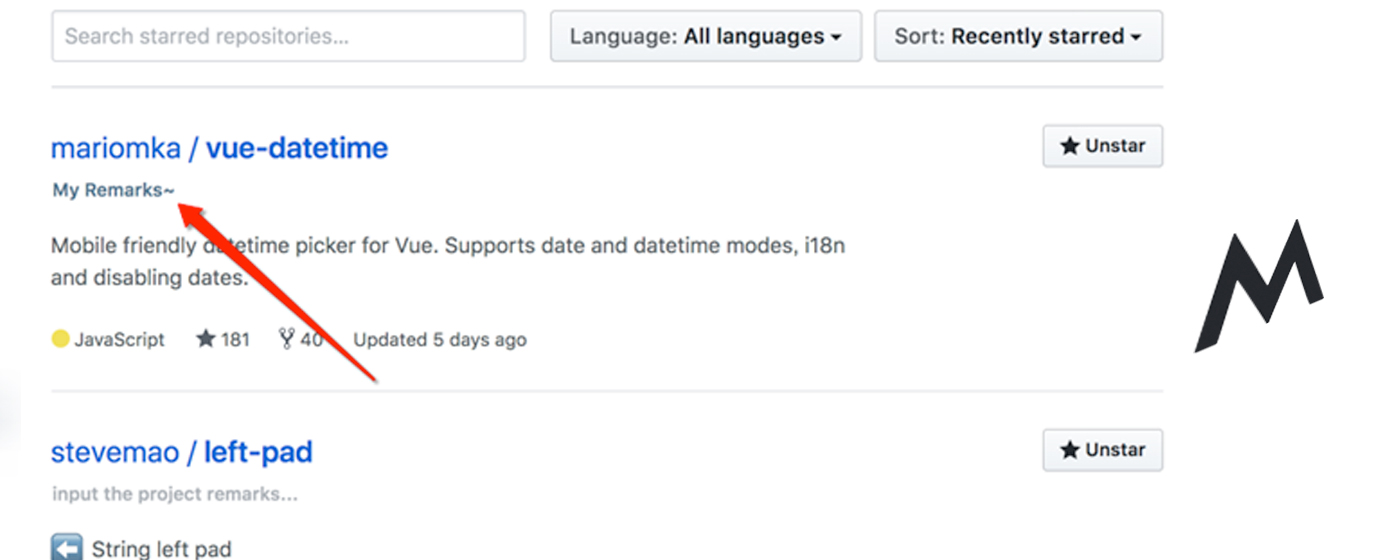 Search starred repositories...
Language: All languages
Sort: Recently starred
mariomka / vue-datetime
Unstar
My Remarks~
Mobile friendly datetime picker for Vue. Supports date and datetime modes, i18n
and disabling dates.
JavaScript 181 40 Updated 5 days ago
stevemao / left-pad
Unstar
input the project remarks...
String left pad